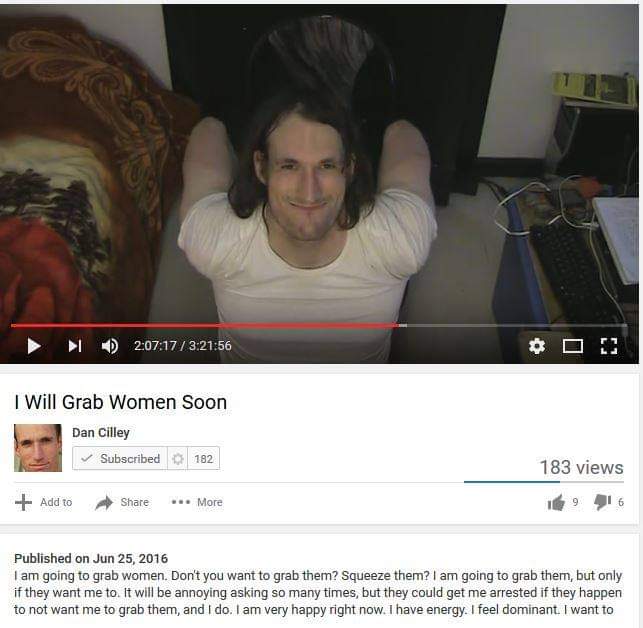 2:07:17 / 3:21:56
I Will Grab Women Soon
Dan Cilley
Subscribed 182
183 views
Add to Share More 9 6
Published on Jun 25, 2016
I am going to grab women. Don't you want to grab them? Squeeze them? I am going to grab them, but only
if they want me to. It will be annoying asking so many times, but they could get me arrested if they happen
to not want me to grab them, and I do. I am very happy right now. I have energy. I feel dominant. I want to